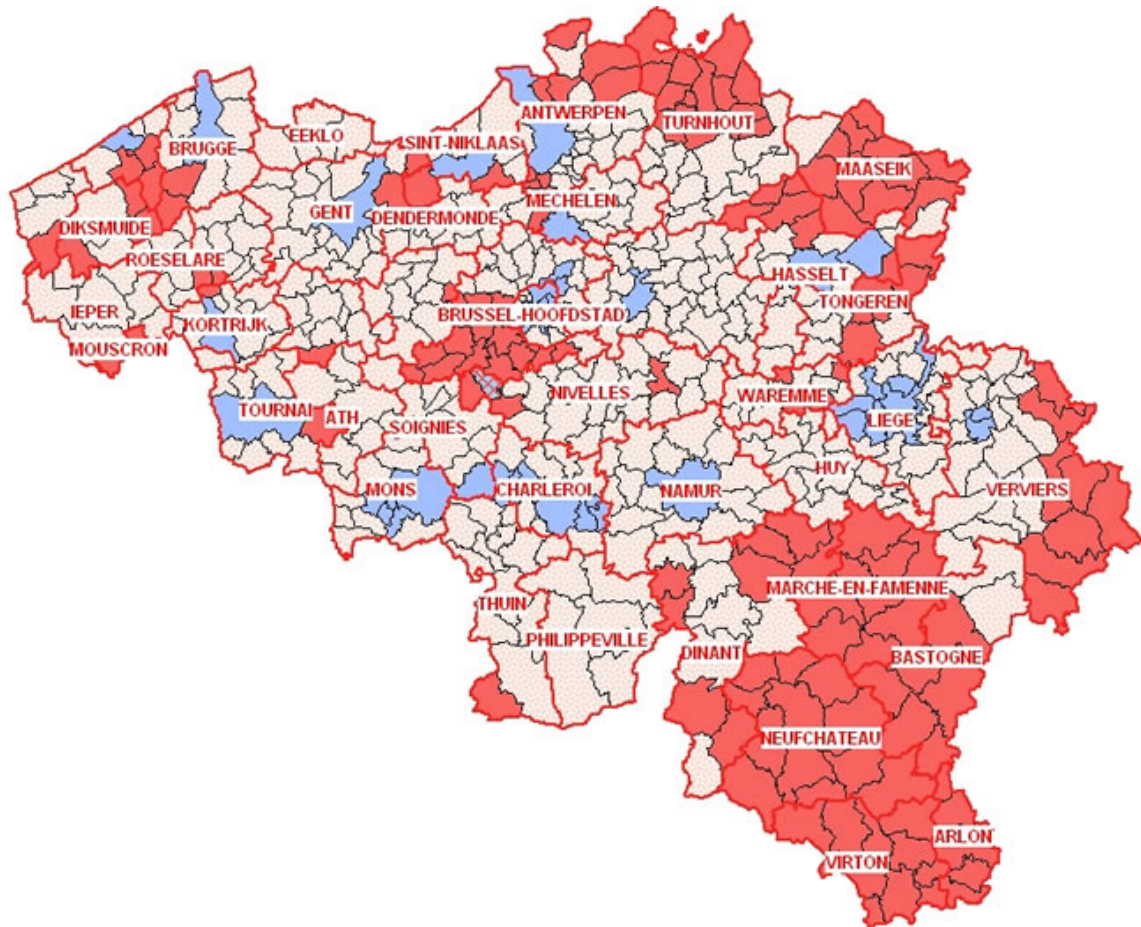 ANTWERPEN
TURNHOUT
EEKLO
SINT-NIKLAAS
BRUGGE
MAASEIK
MECHELEN
GENT
DENDERMONDE
DIKSMUIDE
ROESELARE
HASSELT
TONGEREN
IEPER
BRUSSEL-HOOFDSTAD
KORTRIJK
MOUSCRON
NIVELLES
WAREMME
TOURNAI
ATH
SOIGNIES
LIEGE
HUY
MONS
CHARLEROI
NAMUR
VERVIERS
MARCHE-EN-FAMENNE
THUIN
PHILIPPEVILLE
DINANT
BASTOGNE
NEUFCHATEAU
ARLON
VIRTON